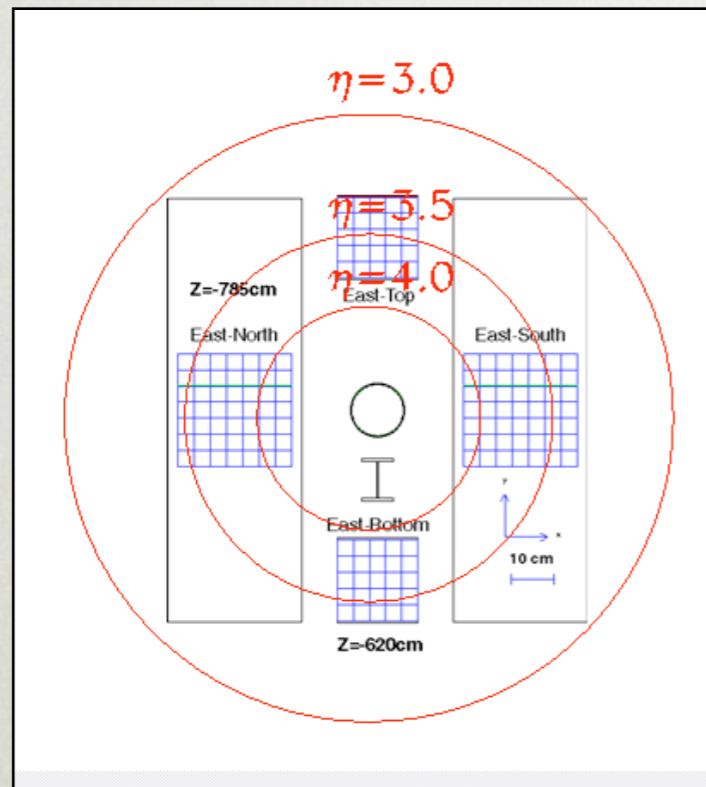 η=3.0
η=3.5
η=4.0
Z=-785cm
East-Top
East-North
East-South
East-Bottom
y
x
10 cm
Z=-620cm